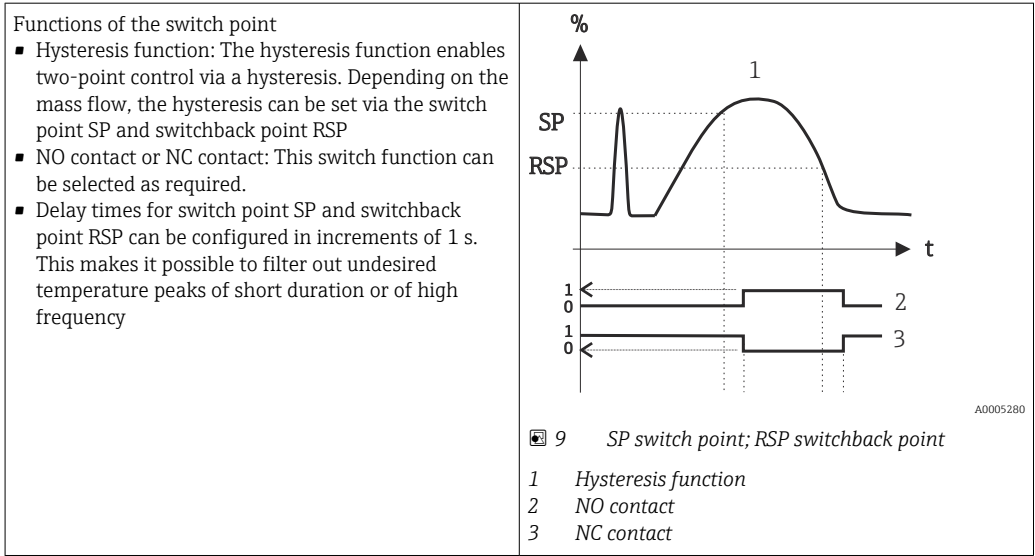 Functions of the switch point
▪ Hysteresis function: The hysteresis function enables
two-point control via a hysteresis. Depending on the
mass flow, the hysteresis can be set via the switch
point SP and switchback point RSP
▪ NO contact or NC contact: This switch function can
be selected as required.
▪ Delay times for switch point SP and switchback
point RSP can be configured in increments of 1 s.
This makes it possible to filter out undesired
temperature peaks of short duration or of high
frequency
%
1
SP
RSP
t
1
0
2
1
0
3
A0005280
9 SP switch point; RSP switchback point
1 Hysteresis function
2 NO contact
3 NC contact